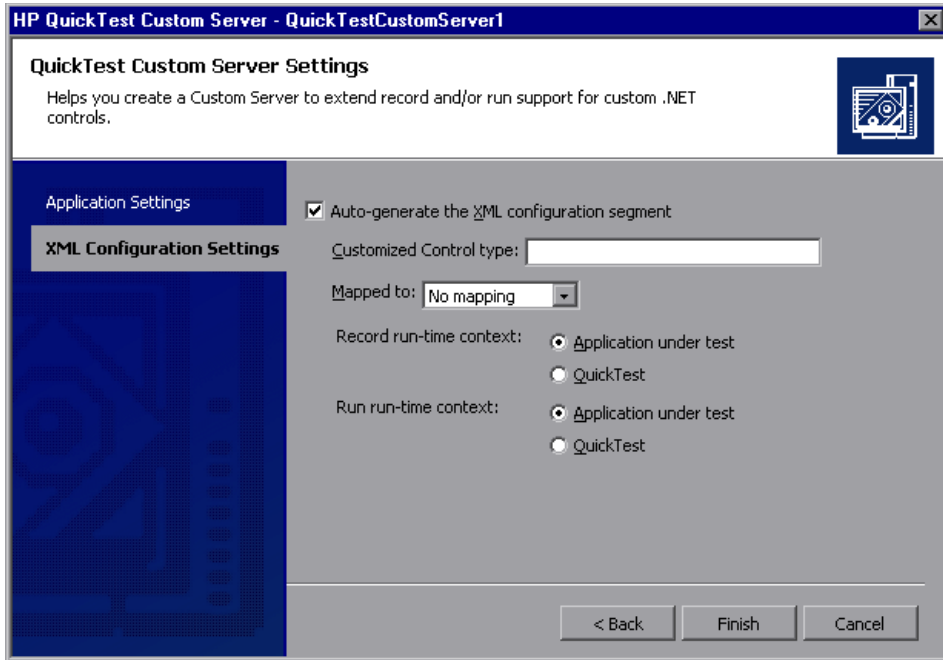 HP QuickTest Custom Server - QuickTestCustomServer1
QuickTest Custom Server Settings
Helps you create a Custom Server to extend record and/or run support for custom .NET
controls.
Application Settings
XML Configuration Settings
Auto-generate the XML configuration segment
Customized Control type:
Mapped to: No mapping
Record run-time context: Application under test
QuickTest
Run run-time context: Application under test
QuickTest
< Back Finish Cancel